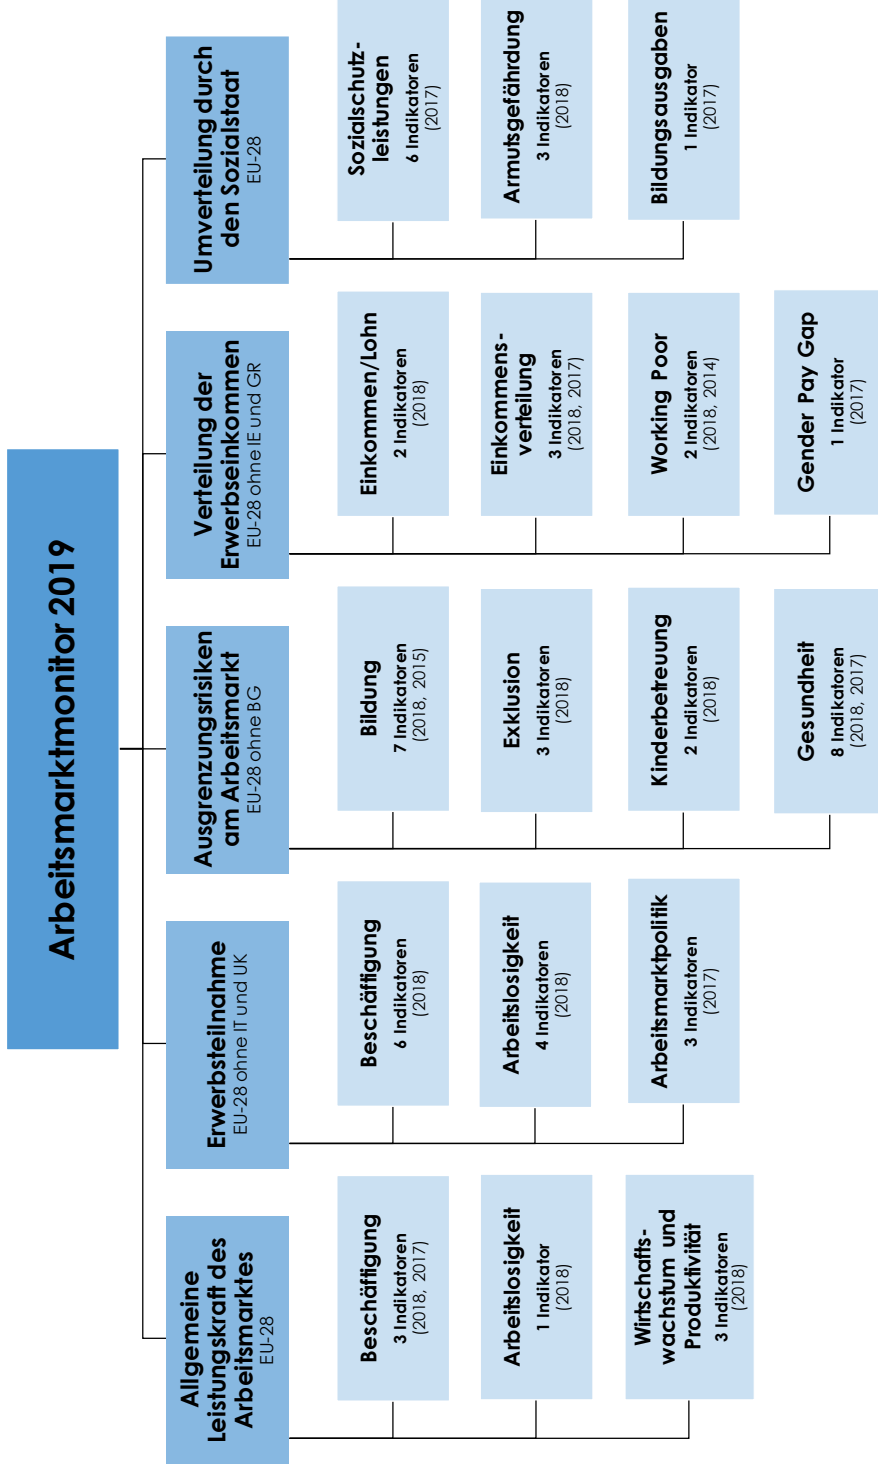 Arbeitsmarktmonitor 2019
Allgemeine
Leistungskraft des
Arbeitsmarktes
EU-28
Beschäftigung
3 Indikatoren
(2018, 2017)
Arbeitslosigkeit
1 Indikator
(2018)
Wirtschafts-
wachstum und
Produktivität
3 Indikatoren
(2018)
Erwerbsteilnahme
EU-28 ohne IT und UK
Beschäftigung
6 Indikatoren
(2018)
Arbeitslosigkeit
4 Indikatoren
(2018)
Arbeitsmarktpolitik
3 Indikatoren
(2017)
Ausgrenzungsrisiken
am Arbeitsmarkt
EU-28 ohne BG
Bildung
7 Indikatoren
(2018, 2015)
Exklusion
3 Indikatoren
(2018)
Kinderbetreuung
2 Indikatoren
(2018)
Gesundheit
8 Indikatoren
(2018, 2017)
Verteilung der
Erwerbseinkommen
EU-28 ohne IE und GR
Einkommen/Lohn
2 Indikatoren
(2018)
Einkommens-
verteilung
3 Indikatoren
(2018, 2017)
Working Poor
2 Indikatoren
(2018, 2014)
Gender Pay Gap
1 Indikator
(2017)
Umverteilung durch
den Sozialstaat
EU-28
Sozialschutz-
leistungen
6 Indikatoren
(2017)
Armutsgefährdung
3 Indikatoren
(2018)
Bildungsausgaben
1 Indikator
(2017)